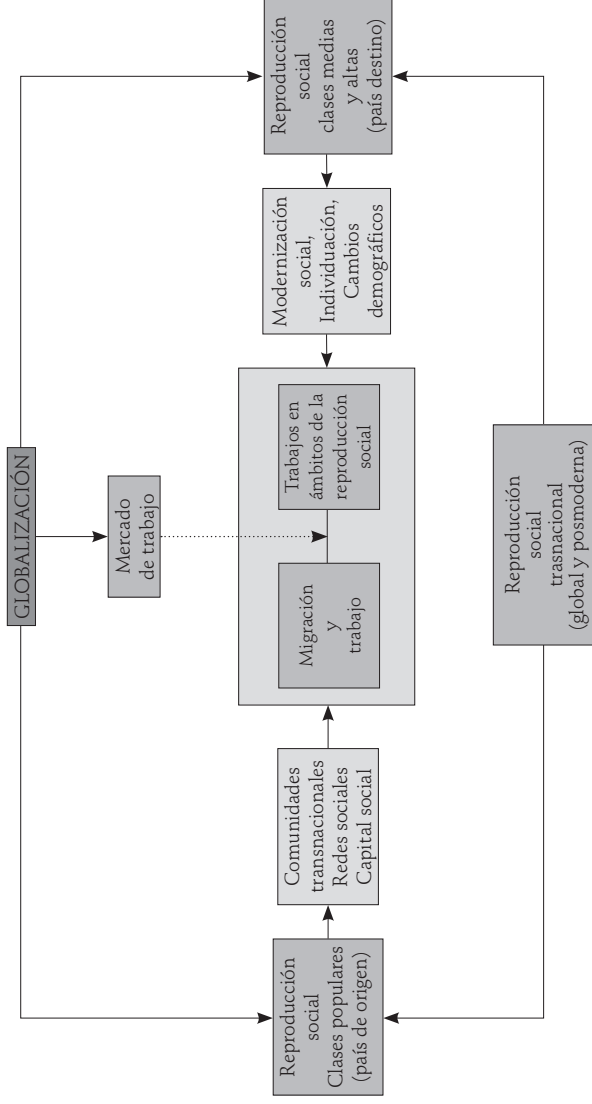 GLOBALIZACIÓN
Mercado
de trabajo
Reproducción
social
Clases populares
(país de origen)
Comunidades
transnacionales
Redes sociales
Capital social
Migración
y
trabajo
Trabajos en
ámbitos de la
reproducción
social
Modernización
social,
Individuación,
Cambios
demográficos
Reproducción
social
clases medias
y altas
(país destino)
Reproducción
social
trasnacional
(global y posmoderna)